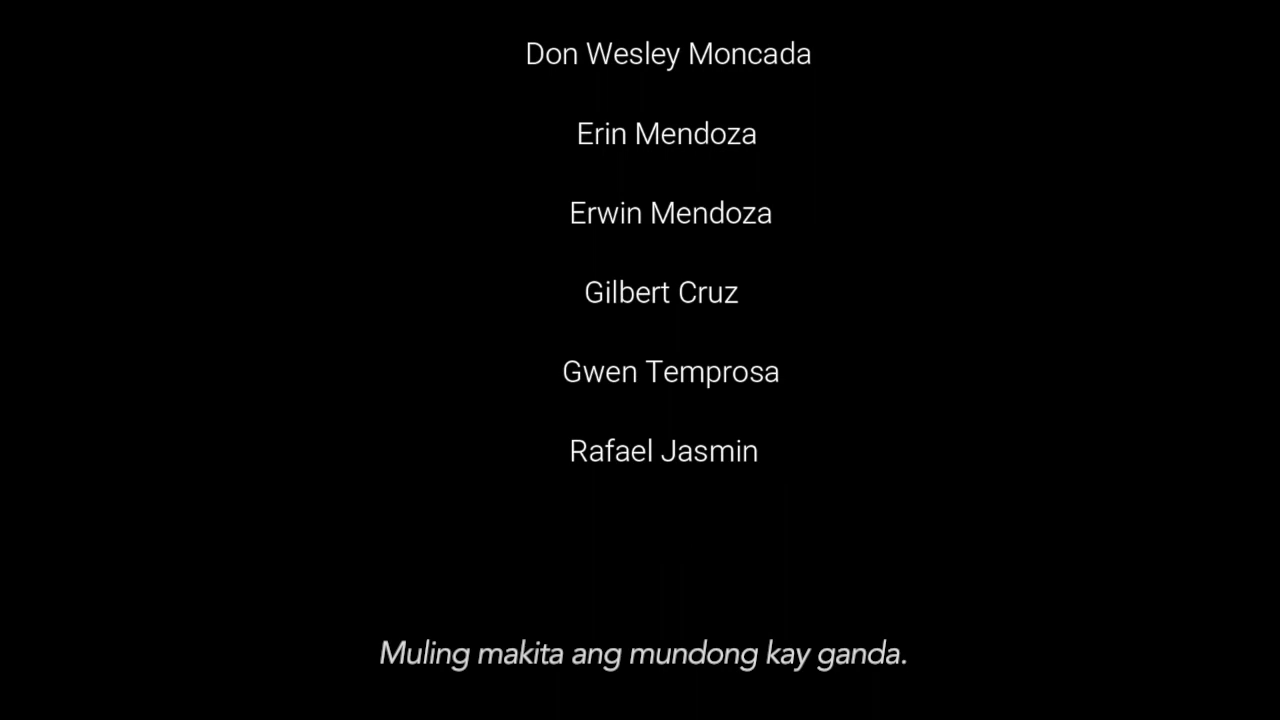 Don Wesley Moncada
Erin Mendoza
Erwin Mendoza
Gilbert Cruz
Gwen Temprosa
Rafael Jasmin
Muling makita ang mundong kay ganda.